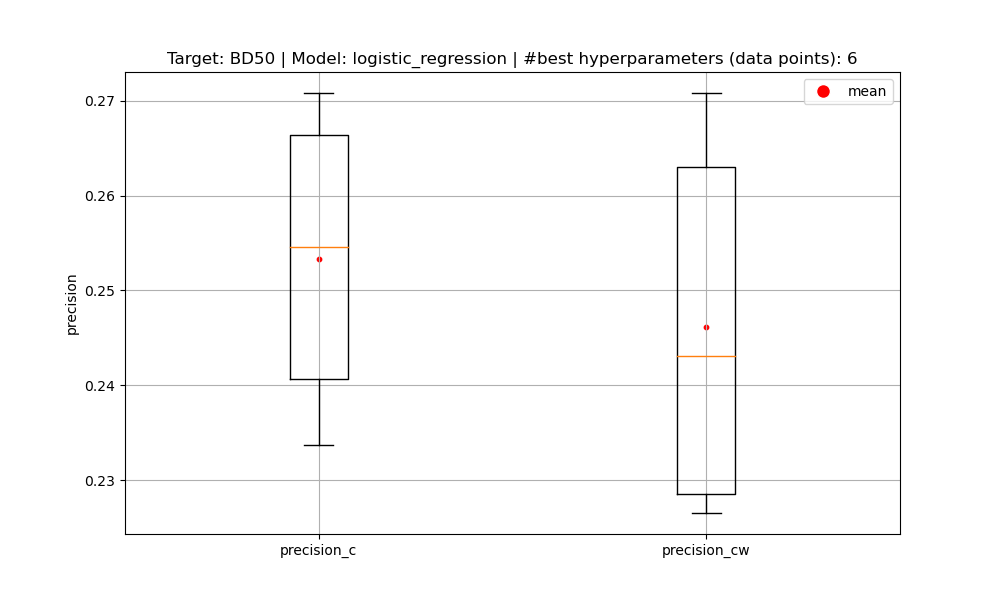 Target: BD50 | Model: logistic_regression | #best hyperparameters (data points): 6
mean
0.27
0.26
0.25
0.24
0.23
precision
precision_c
precision_cw